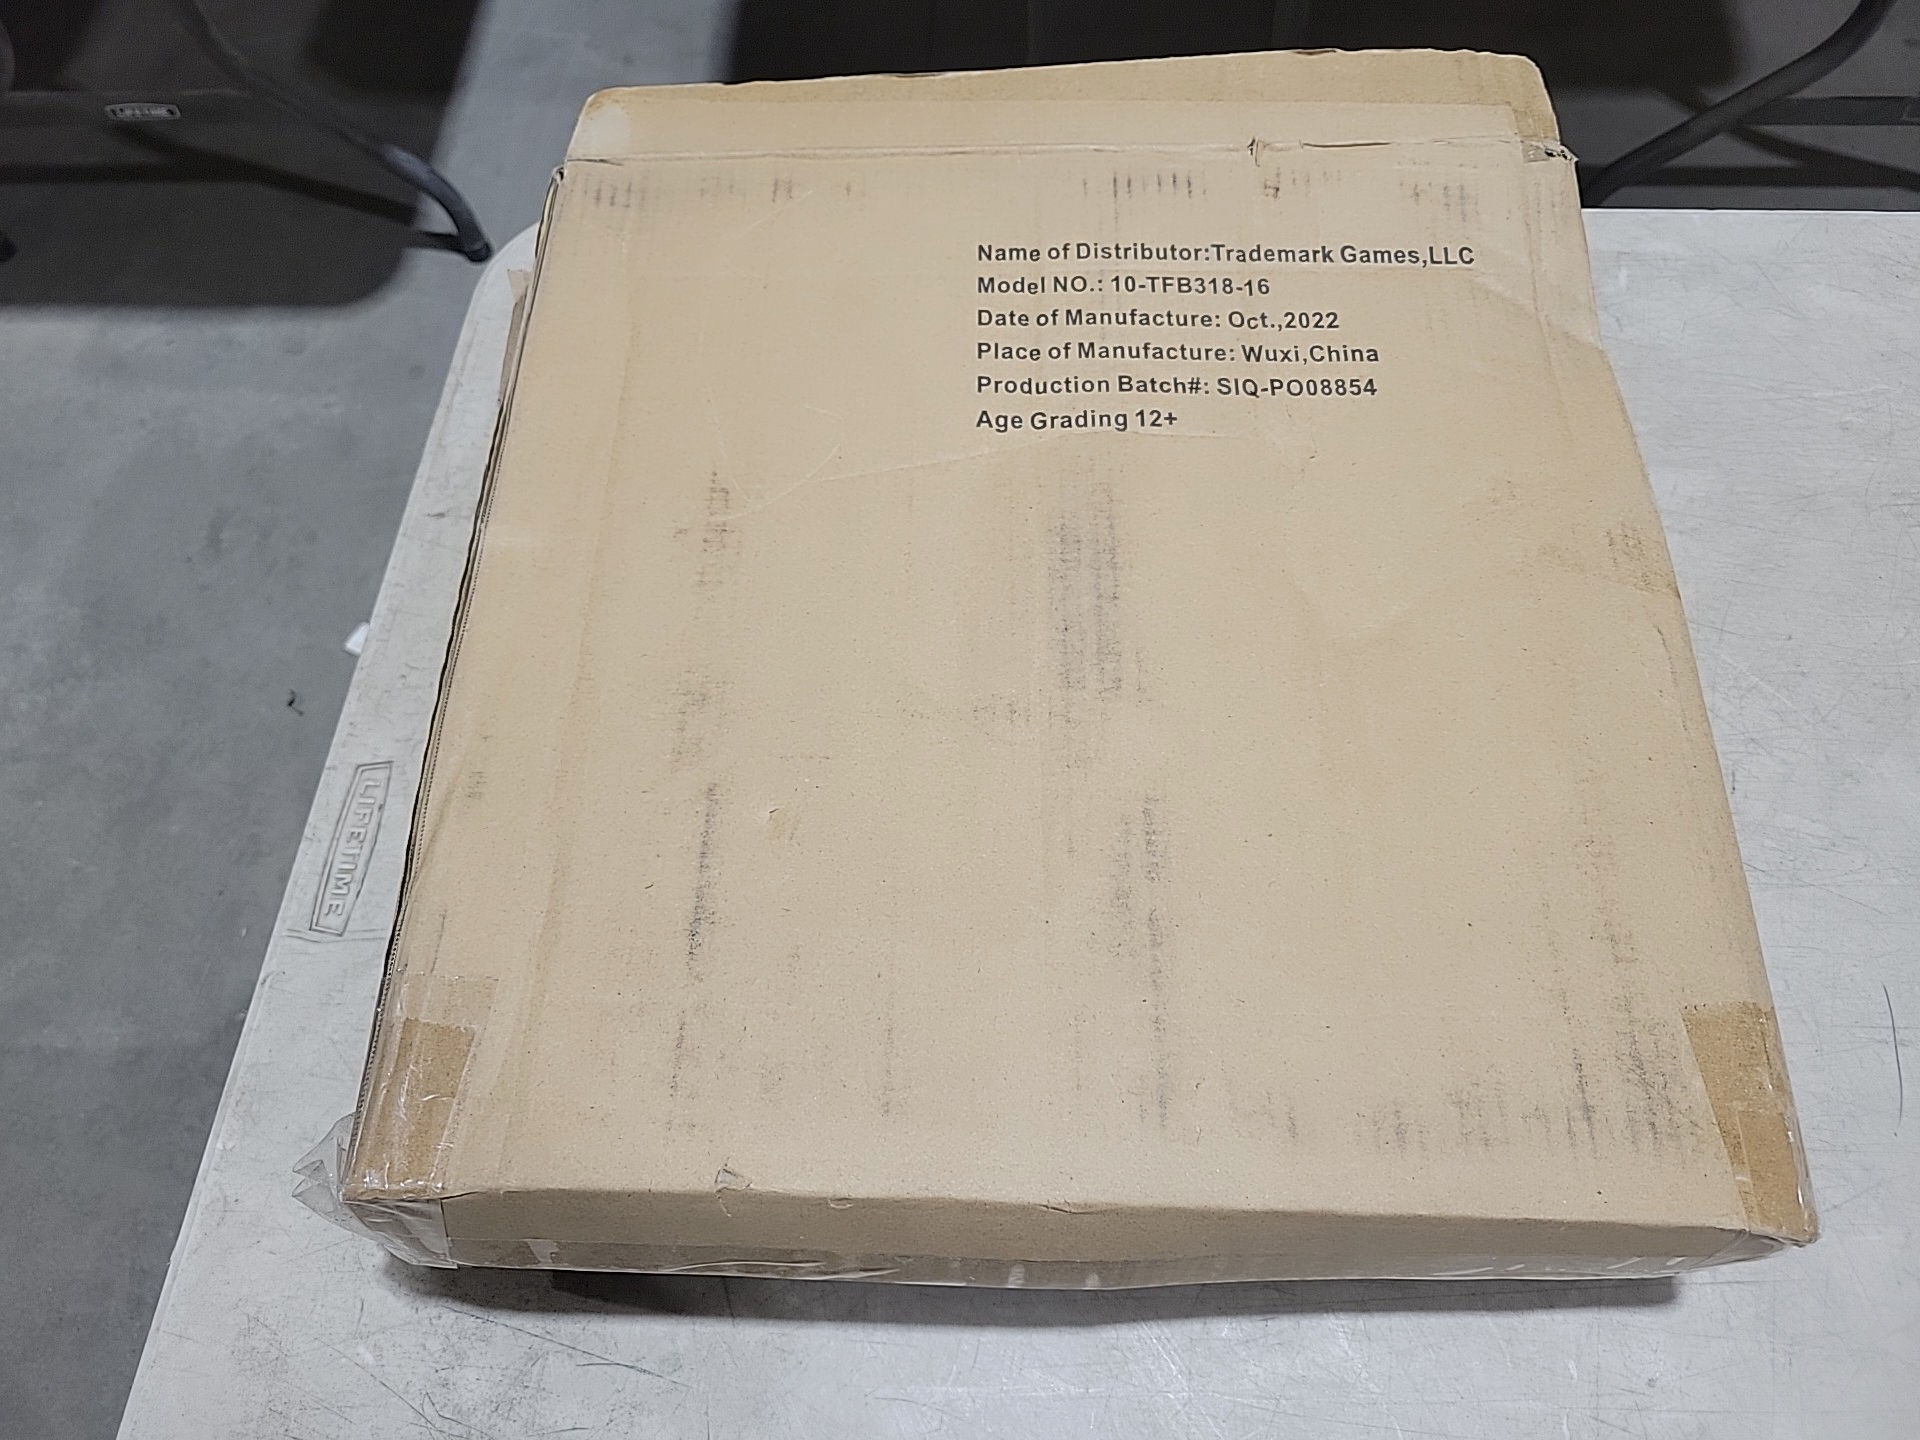 Name of Distributor:Trademark Games,LLC
Model NO.: 10-TFB318-16
Date of Manufacture: Oct.,2022
Place of Manufacture: Wuxi,China
Production Batch#: SIQ-PO08854
Age Grading 12+
LIFETIME